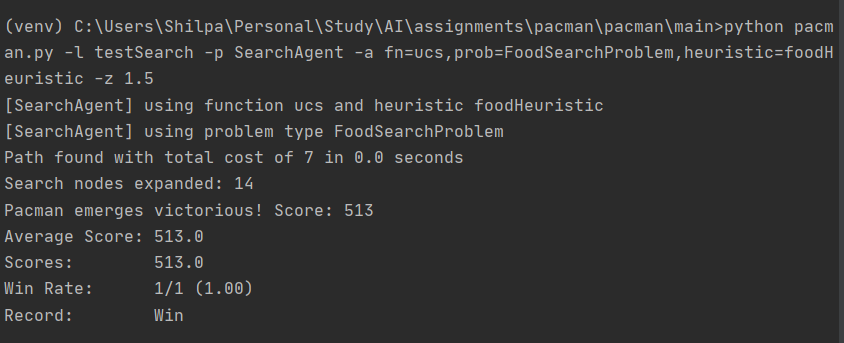 (venv) C:\Users\Shilpa\Personal\Study\AI\assignments\pacman\pacman\main>python pacm
an.py -l testSearch -p SearchAgent -a fn=ucs,prob=FoodSearchProblem,heuristic=foodH
euristic -z 1.5
[SearchAgent] using function ucs and heuristic foodHeuristic
[SearchAgent] using problem type FoodSearchProblem
Path found with total cost of 7 in 0.0 seconds
Search nodes expanded: 14
Pacman emerges victorious! Score: 513
Average Score: 513.0
Scores:        513.0
Win Rate:      1/1 (1.00)
Record:        Win